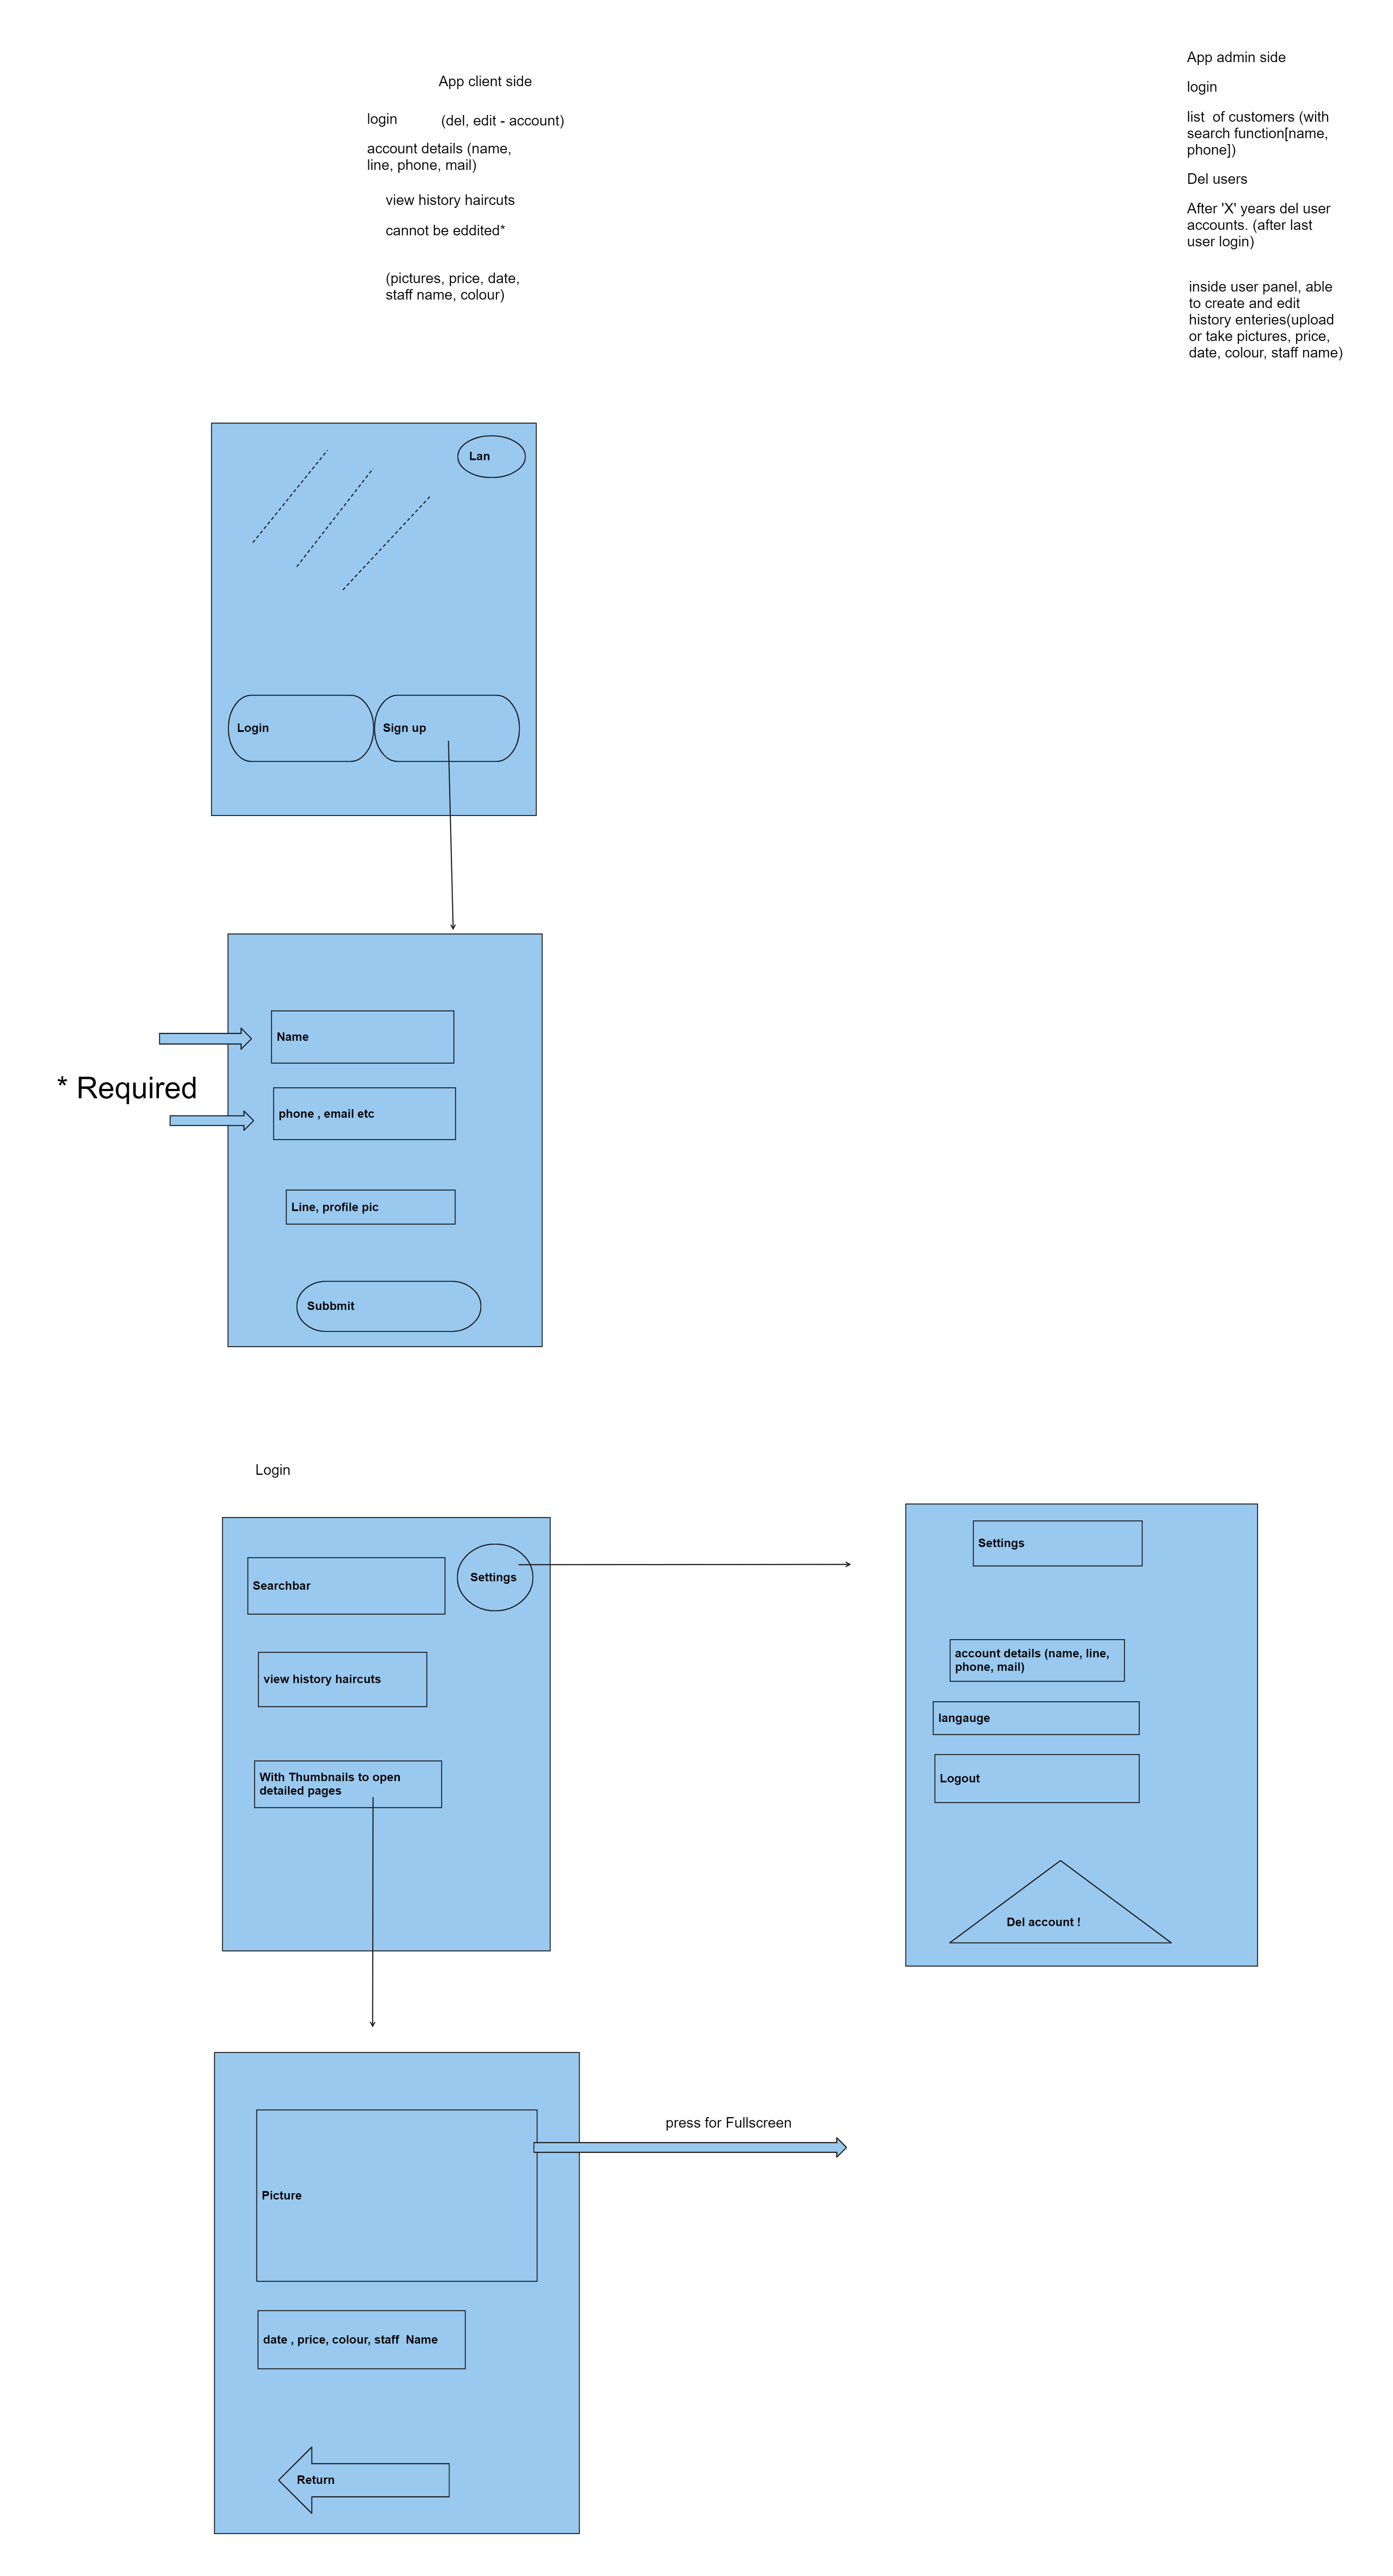 App client side
login
(del, edit - account)
account details (name,
line, phone, mail)
view history haircuts
cannot be eddited*
(pictures, price, date,
staff name, colour)
App admin side
login
list  of customers (with
search function[name,
phone])
Del users
After 'X' years del user
accounts. (after last
user login)
inside user panel, able
to create and edit
history enteries(upload
or take pictures, price,
date, colour, staff name)
Lan
Login
Sign up
Name
* Required
phone , email etc
Line, profile pic
Subbmit
Login
Searchbar
Settings
view history haircuts
With Thumbnails to open
detailed pages
Settings
account details (name, line,
phone, mail)
langauge
Logout
Del account !
press for Fullscreen
Picture
date , price, colour, staff  Name
Return